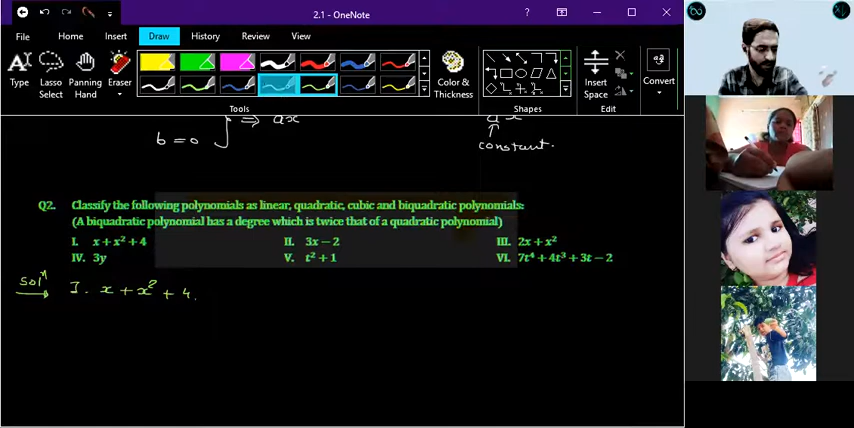 2.1 - OneNote
File Home Insert Draw History Review View
Type
Lasso Select
Panning Hand
Eraser
Color & Thickness
Insert Space
Convert
Tools
Shapes
Edit
b = 0 } ⇒ ax
a x
↑
constant.
Q2. Classify the following polynomials as linear, quadratic, cubic and biquadratic polynomials:
(A biquadratic polynomial has a degree which is twice that of a quadratic polynomial)
I. x + x² + 4 II. 3x − 2 III. 2x + x²
IV. 3y V. t² + 1 VI. 7t⁴ + 4t³ + 3t − 2
Solⁿ I. x + x² + 4.